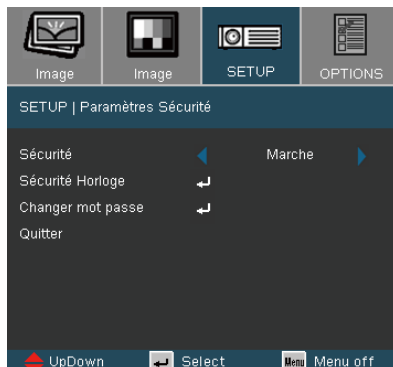 Image Image SETUP OPTIONS
SETUP | Paramètres Sécurité
Sécurité Marche
Sécurité Horloge
Changer mot passe
Quitter
UpDown Select Menu Menu off